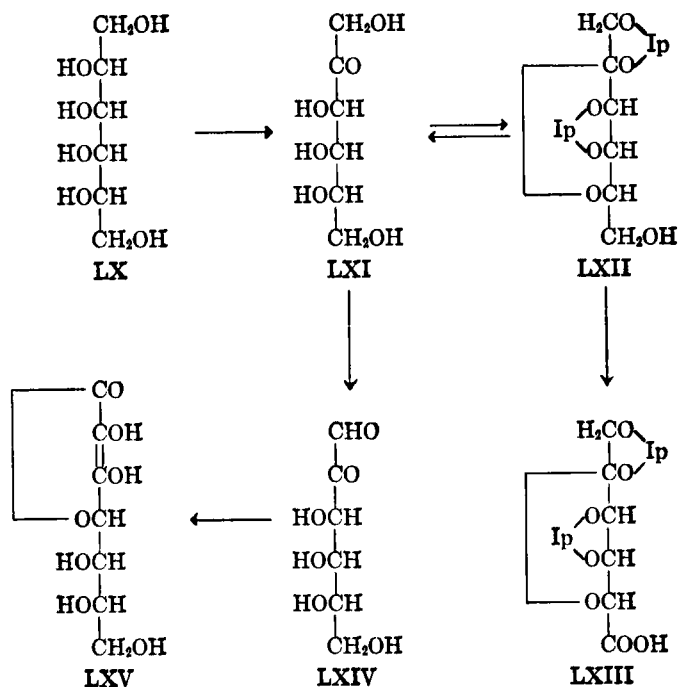 CH₂OH
HOCH
HOCH
HOCH
HOCH
CH₂OH
LX
CH₂OH
CO
HOCH
HOCH
HOCH
CH₂OH
LXI
H₂CO
Ip
CO
OCH
Ip
OCH
OCH
CH₂OH
LXII
CO
COH
COH
OCH
HOCH
HOCH
CH₂OH
LXV
CHO
CO
HOCH
HOCH
HOCH
CH₂OH
LXIV
H₂CO
Ip
CO
OCH
Ip
OCH
OCH
COOH
LXIII